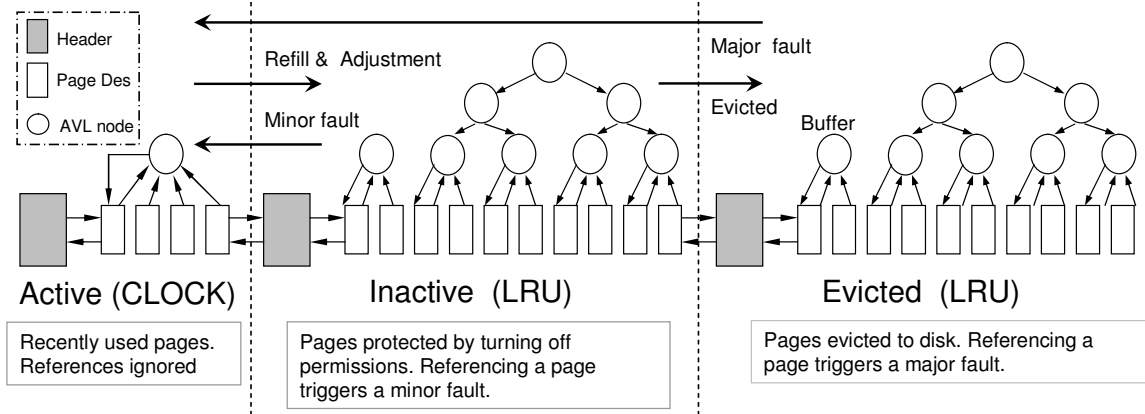 Header
Page Des
AVL node
Refill & Adjustment
Minor fault
Major fault
Evicted
Buffer
Active (CLOCK)
Inactive (LRU)
Evicted (LRU)
Recently used pages.
References ignored
Pages protected by turning off
permissions. Referencing a page
triggers a minor fault.
Pages evicted to disk. Referencing a
page triggers a major fault.